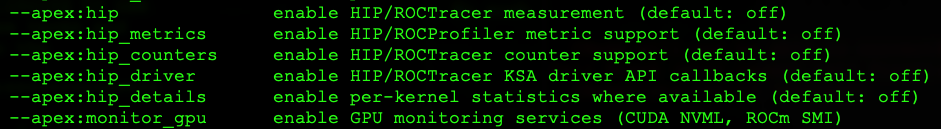 --apex:hip enable HIP/ROCTracer measurement (default: off)
--apex:hip_metrics enable HIP/ROCProfiler metric support (default: off)
--apex:hip_counters enable HIP/ROCTracer counter support (default: off)
--apex:hip_driver enable HIP/ROCTracer KSA driver API callbacks (default: off)
--apex:hip_details enable per-kernel statistics where available (default: off)
--apex:monitor_gpu enable GPU monitoring services (CUDA NVML, ROCm SMI)